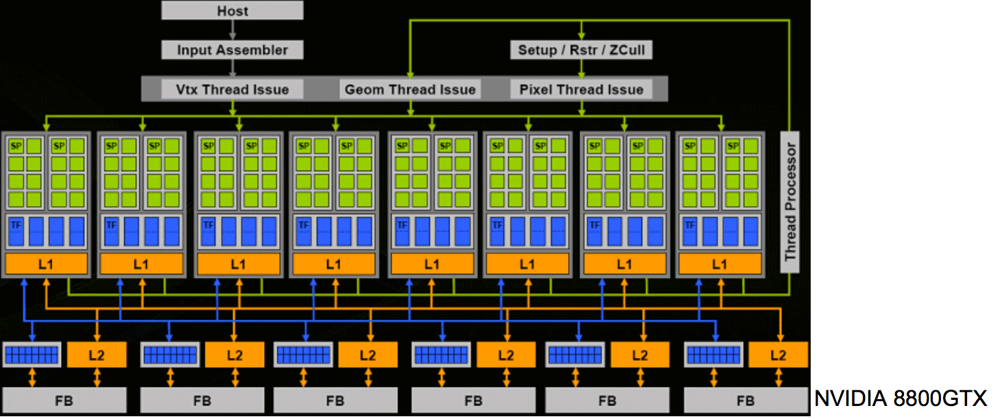 Host
Input Assembler
Setup / Rstr / ZCull
Vtx Thread Issue
Geom Thread Issue
Pixel Thread Issue
SP SP SP SP SP SP SP SP SP SP SP SP SP SP SP SP
TF TF TF TF TF TF TF TF
L1 L1 L1 L1 L1 L1 L1 L1
Thread Processor
L2 L2 L2 L2 L2 L2
FB FB FB FB FB FB
NVIDIA 8800GTX